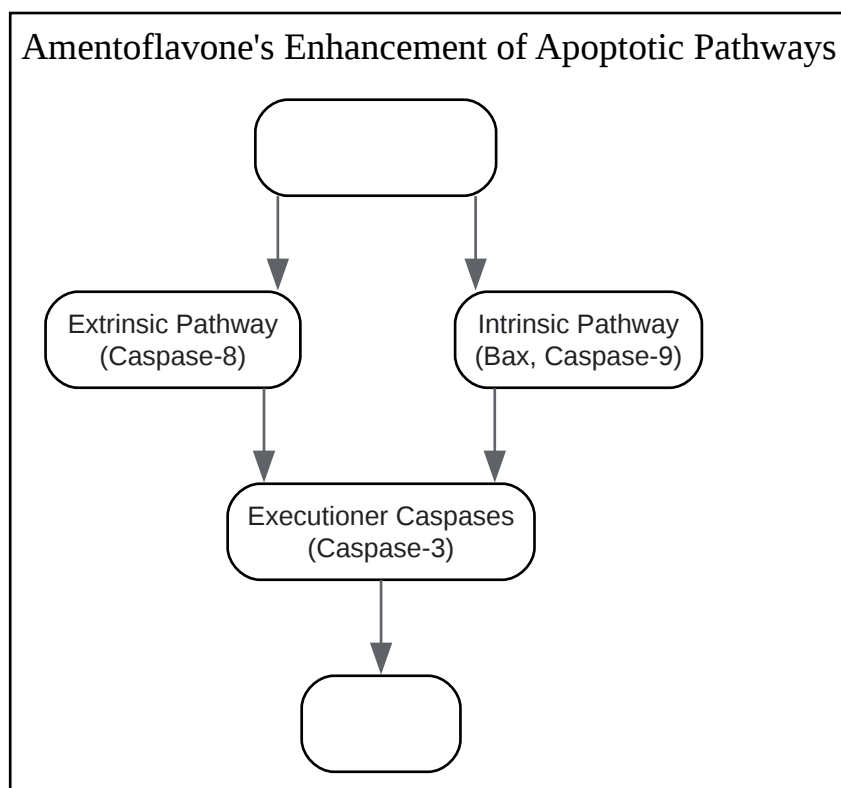 Amentoflavone's Enhancement of Apoptotic Pathways
Extrinsic Pathway
(Caspase-8)
Intrinsic Pathway
(Bax, Caspase-9)
Executioner Caspases
(Caspase-3)